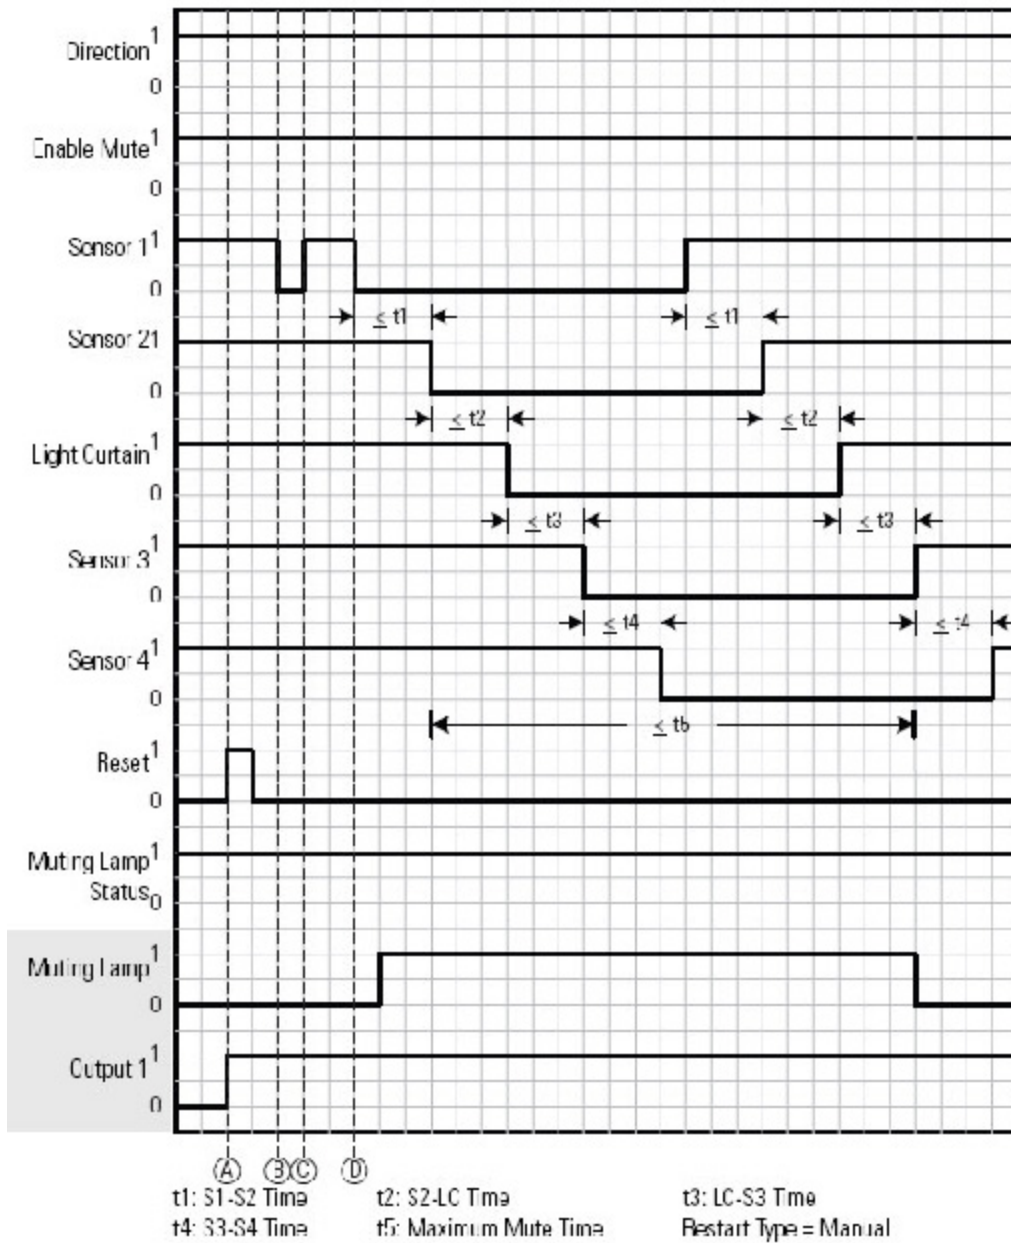 Direction 1
0
Enable Mute 1
0
Sensor 1 1
0
≤ t1 ≤ t1
Sensor 2 1
0
≤ t2 ≤ t2
Light Curtain 1
0
≤ t3 ≤ t3
Sensor 3 1
0
≤ t4 ≤ t4
Sensor 4 1
0
≤ t5
Reset 1
0
Muting Lamp 1
Status 0
Muting Lamp 1
0
Output 1 1
0
A B C D
t1: S1-S2 Time t2: S2-LC Time t3: LC-S3 Time
t4: S3-S4 Time t5: Maximum Mute Time Restart Type = Manual